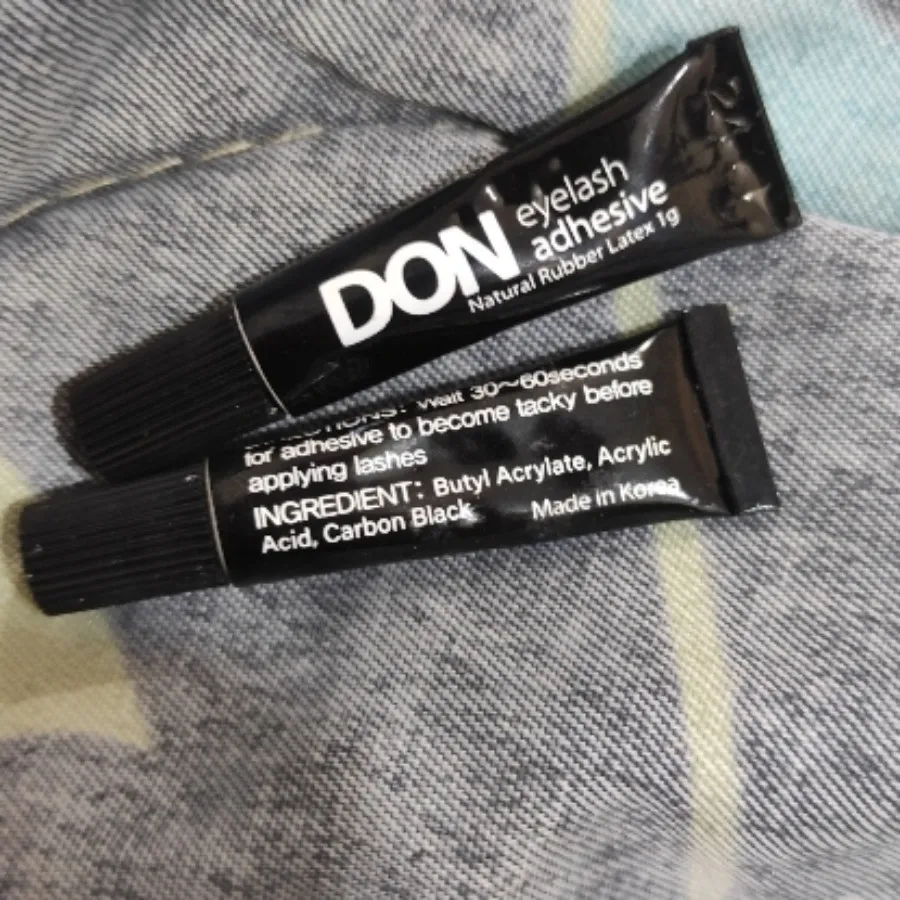 DON
eyelash
adhesive
Natural Rubber Latex 1g
Wait 30~60seconds
for adhesive to become tacky before
applying lashes
INGREDIENT: Butyl Acrylate, Acrylic
Acid, Carbon Black
Made in Korea